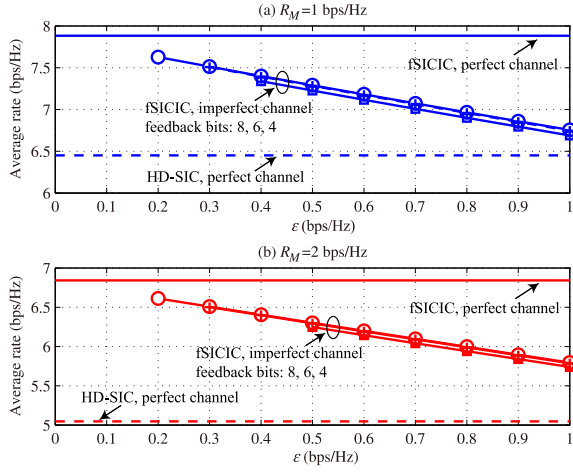 (a) R_M=1 bps/Hz
Average rate (bps/Hz)
8
7.5
7
6.5
6
fSICIC, perfect channel
fSICIC, imperfect channel
feedback bits: 8, 6, 4
HD-SIC, perfect channel
0 0.1 0.2 0.3 0.4 0.5 0.6 0.7 0.8 0.9 1
ε (bps/Hz)
(b) R_M=2 bps/Hz
Average rate (bps/Hz)
7
6.5
6
5.5
5
fSICIC, perfect channel
fSICIC, imperfect channel
feedback bits: 8, 6, 4
HD-SIC, perfect channel
0 0.1 0.2 0.3 0.4 0.5 0.6 0.7 0.8 0.9 1
ε (bps/Hz)